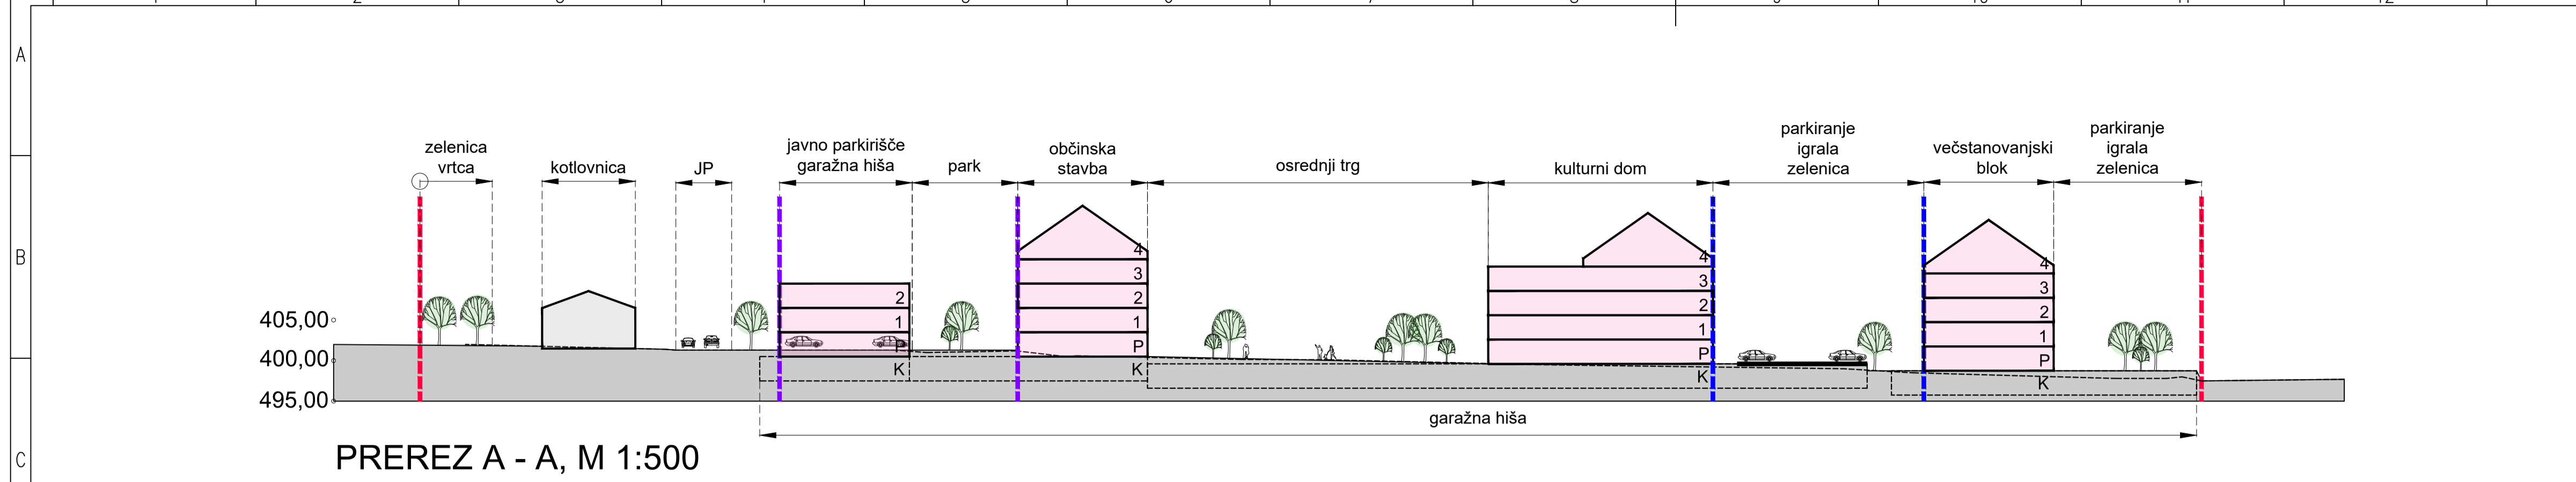 A
zelenica
vrtca
kotlovnica
JP
javno parkirišče
garažna hiša
park
občinska
stavba
osrednji trg
kulturni dom
parkiranje
igrala
zelenica
večstanovanjski
blok
parkiranje
igrala
zelenica
B
405,00
400,00
495,00
2
1
P
K
4
3
2
1
P
K
4
3
2
1
P
K
4
3
2
1
P
K
garažna hiša
C
PREREZ A - A, M 1:500